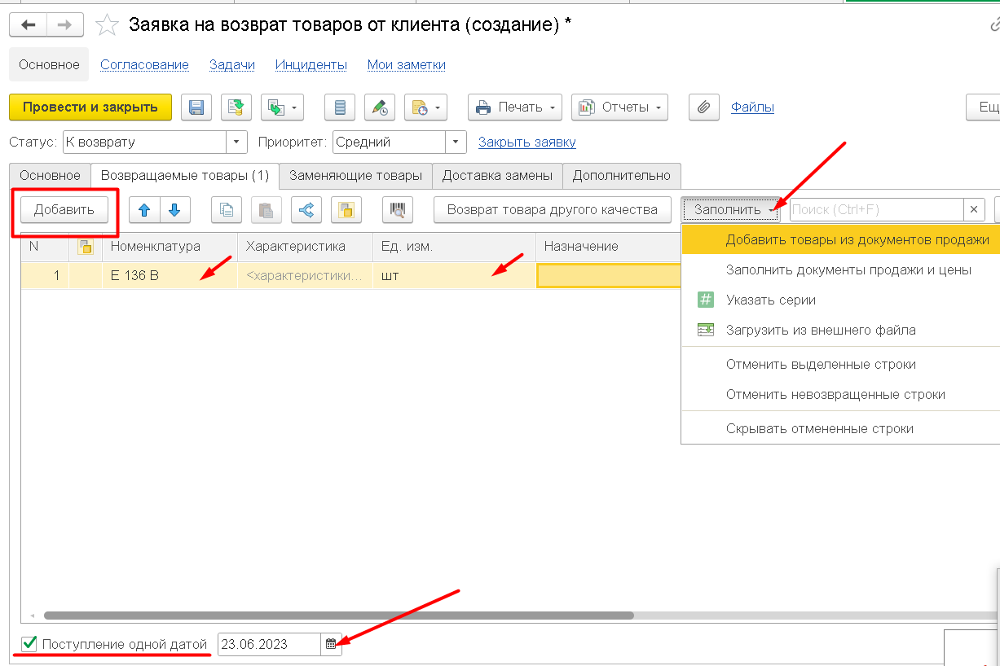 Заявка на возврат товаров от клиента (создание) *
Основное Согласование Задачи Инциденты Мои заметки
Провести и закрыть Печать Отчеты Файлы
Статус: К возврату Приоритет: Средний Закрыть заявку
Основное Возвращаемые товары (1) Заменяющие товары Доставка замены Дополнительно
Добавить Возврат товара другого качества Заполнить Поиск (Ctrl+F)
N Номенклатура Характеристика Ед. изм. Назначение
1 E 136 B <характеристики... шт
Добавить товары из документов продажи
Заполнить документы продажи и цены
Указать серии
Загрузить из внешнего файла
Отменить выделенные строки
Отменить невозвращенные строки
Скрывать отмененные строки
Поступление одной датой 23.06.2023